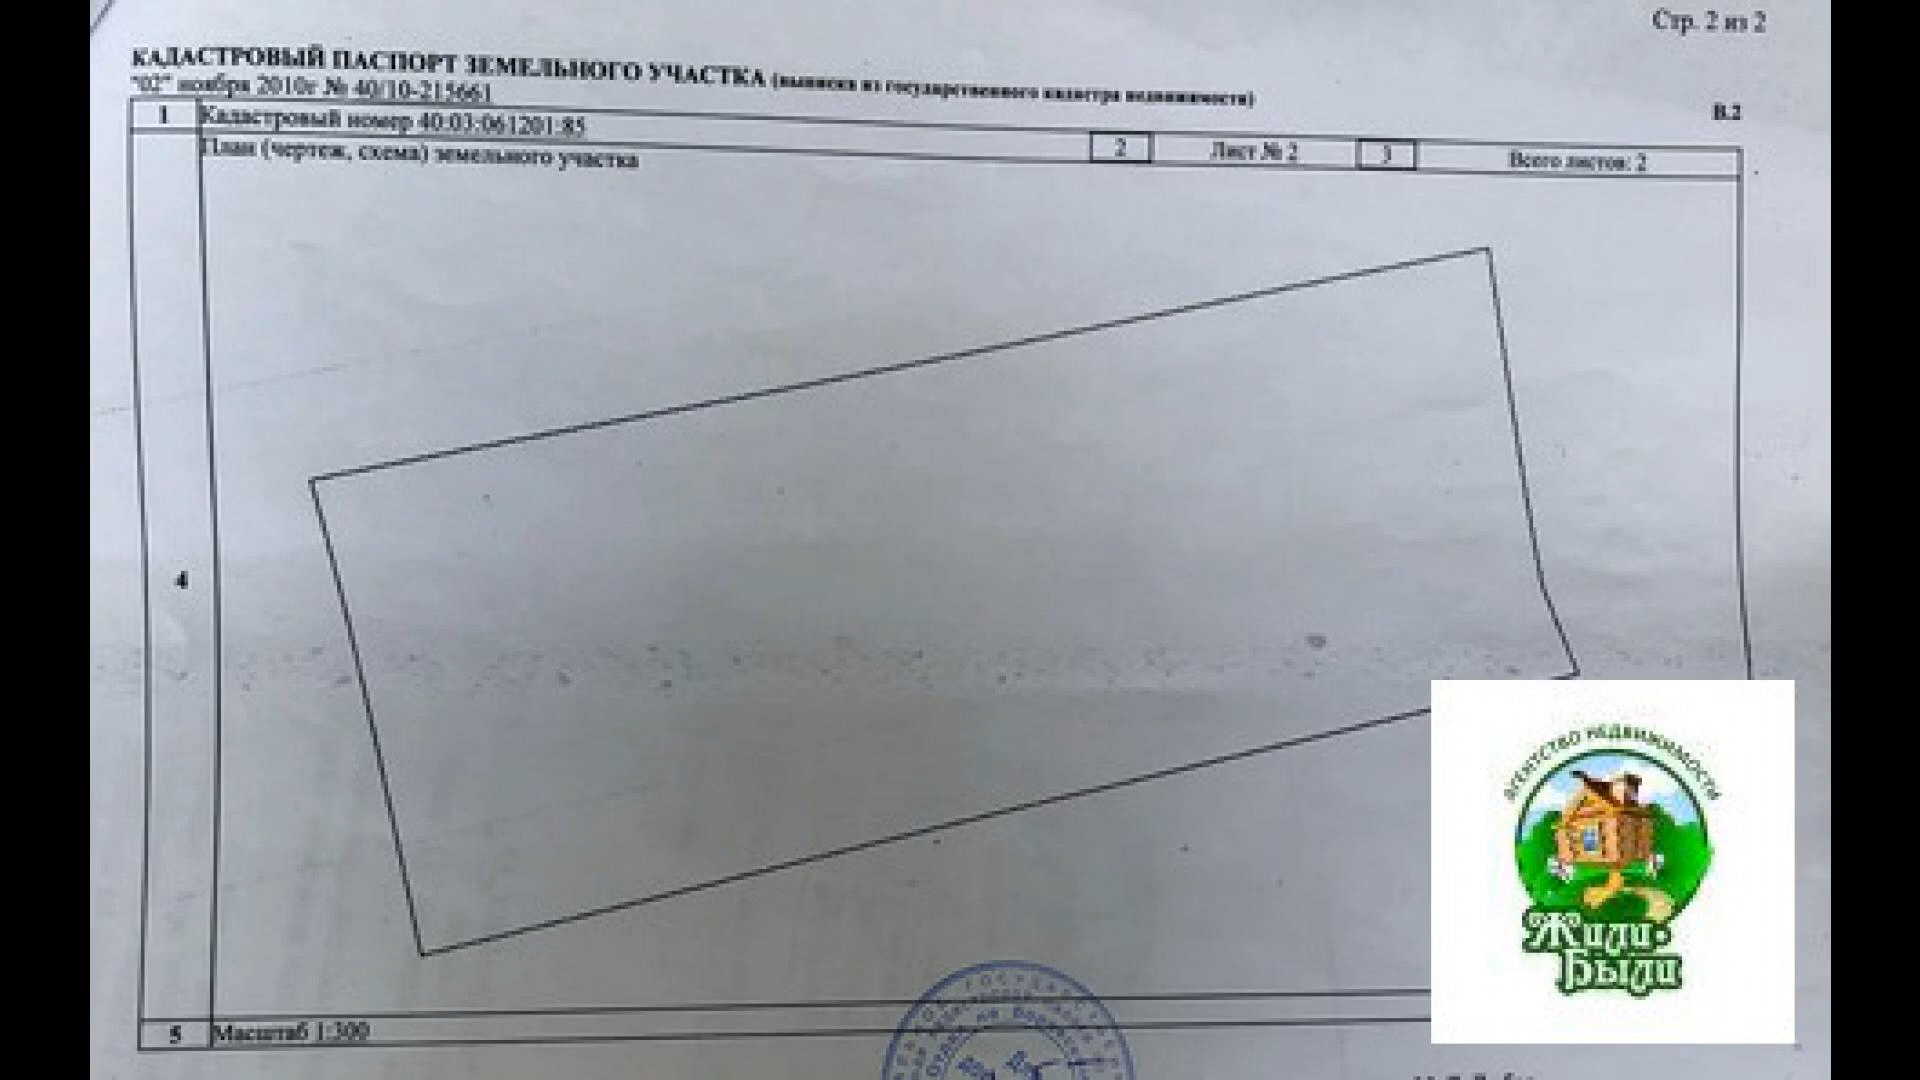 Стр. 2 из 2
КАДАСТРОВЫЙ ПАСПОРТ ЗЕМЕЛЬНОГО УЧАСТКА (выписка из государственного кадастра недвижимости)
"02" ноября 2010г № 40/10-215661
В.2
1 Кадастровый номер 40:03:061201:85 2 Лист № 2 3 Всего листов: 2
План (чертеж, схема) земельного участка
4
АГЕНТСТВО НЕДВИЖИМОСТИ
Жили-
Были
5 Масштаб 1:300
Отдел по